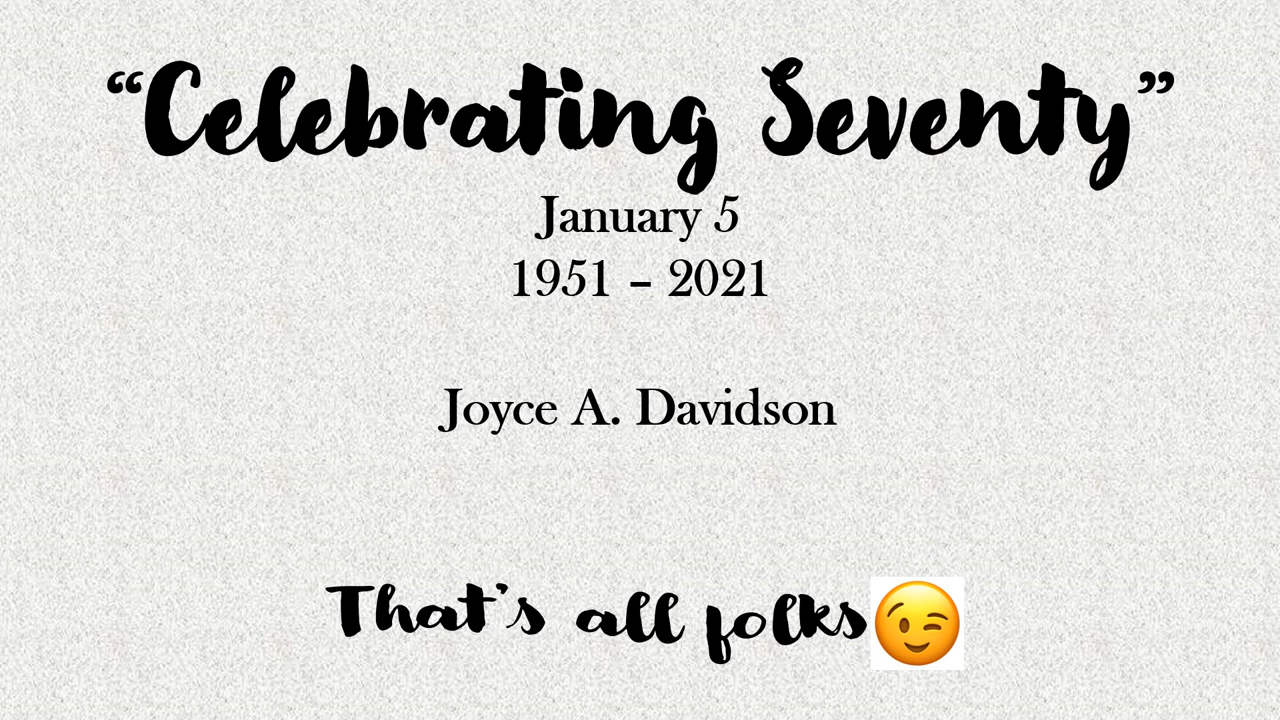 “Celebrating Seventy”
January 5
1951 – 2021
Joyce A. Davidson
That’s all folks😉